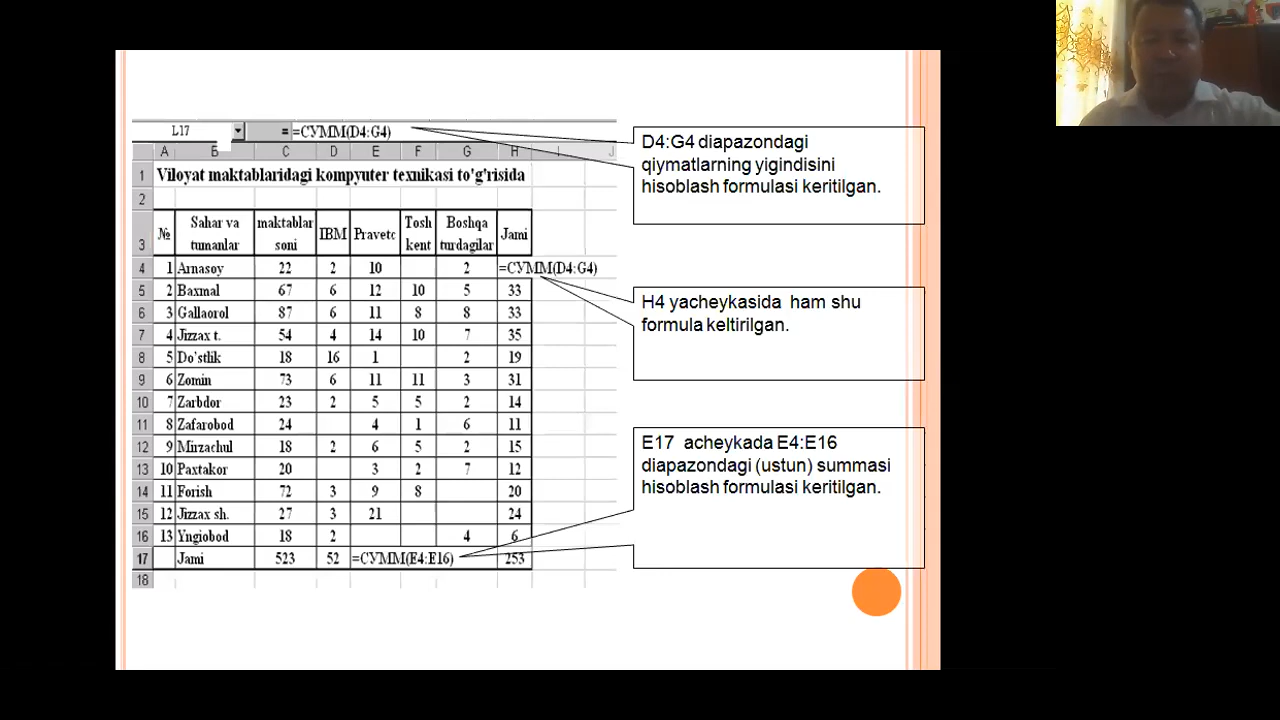 L17 = =СУММ(D4:G4)
A B C D E F G H I J
1 Viloyat maktablaridagi kompyuter texnikasi to'g'risida
2
3 № Sahar va tumanlar maktablar soni IBM Pravetc Tosh kent Boshqa turdagilar Jami
4 1 Arnasoy 22 2 10 2 =СУММ(D4:G4)
5 2 Baxmal 67 6 12 10 5 33
6 3 Gallaorol 87 6 11 8 8 33
7 4 Jizzax t. 54 4 14 10 7 35
8 5 Do'stlik 18 16 1 2 19
9 6 Zomin 73 6 11 11 3 31
10 7 Zarbdor 23 2 5 5 2 14
11 8 Zafarobod 24 4 1 6 11
12 9 Mirzachul 18 2 6 5 2 15
13 10 Paxtakor 20 3 2 7 12
14 11 Forish 72 3 9 8 20
15 12 Jizzax sh. 27 3 21 24
16 13 Yngiobod 18 2 4 6
17 Jami 523 52 =СУММ(E4:E16) 253
18
D4:G4 diapazondagi
qiymatlarning yigindisini
hisoblash formulasi keritilgan.
H4 yacheykasida ham shu
formula keltirilgan.
E17 acheykada E4:E16
diapazondagi (ustun) summasi
hisoblash formulasi keritilgan.